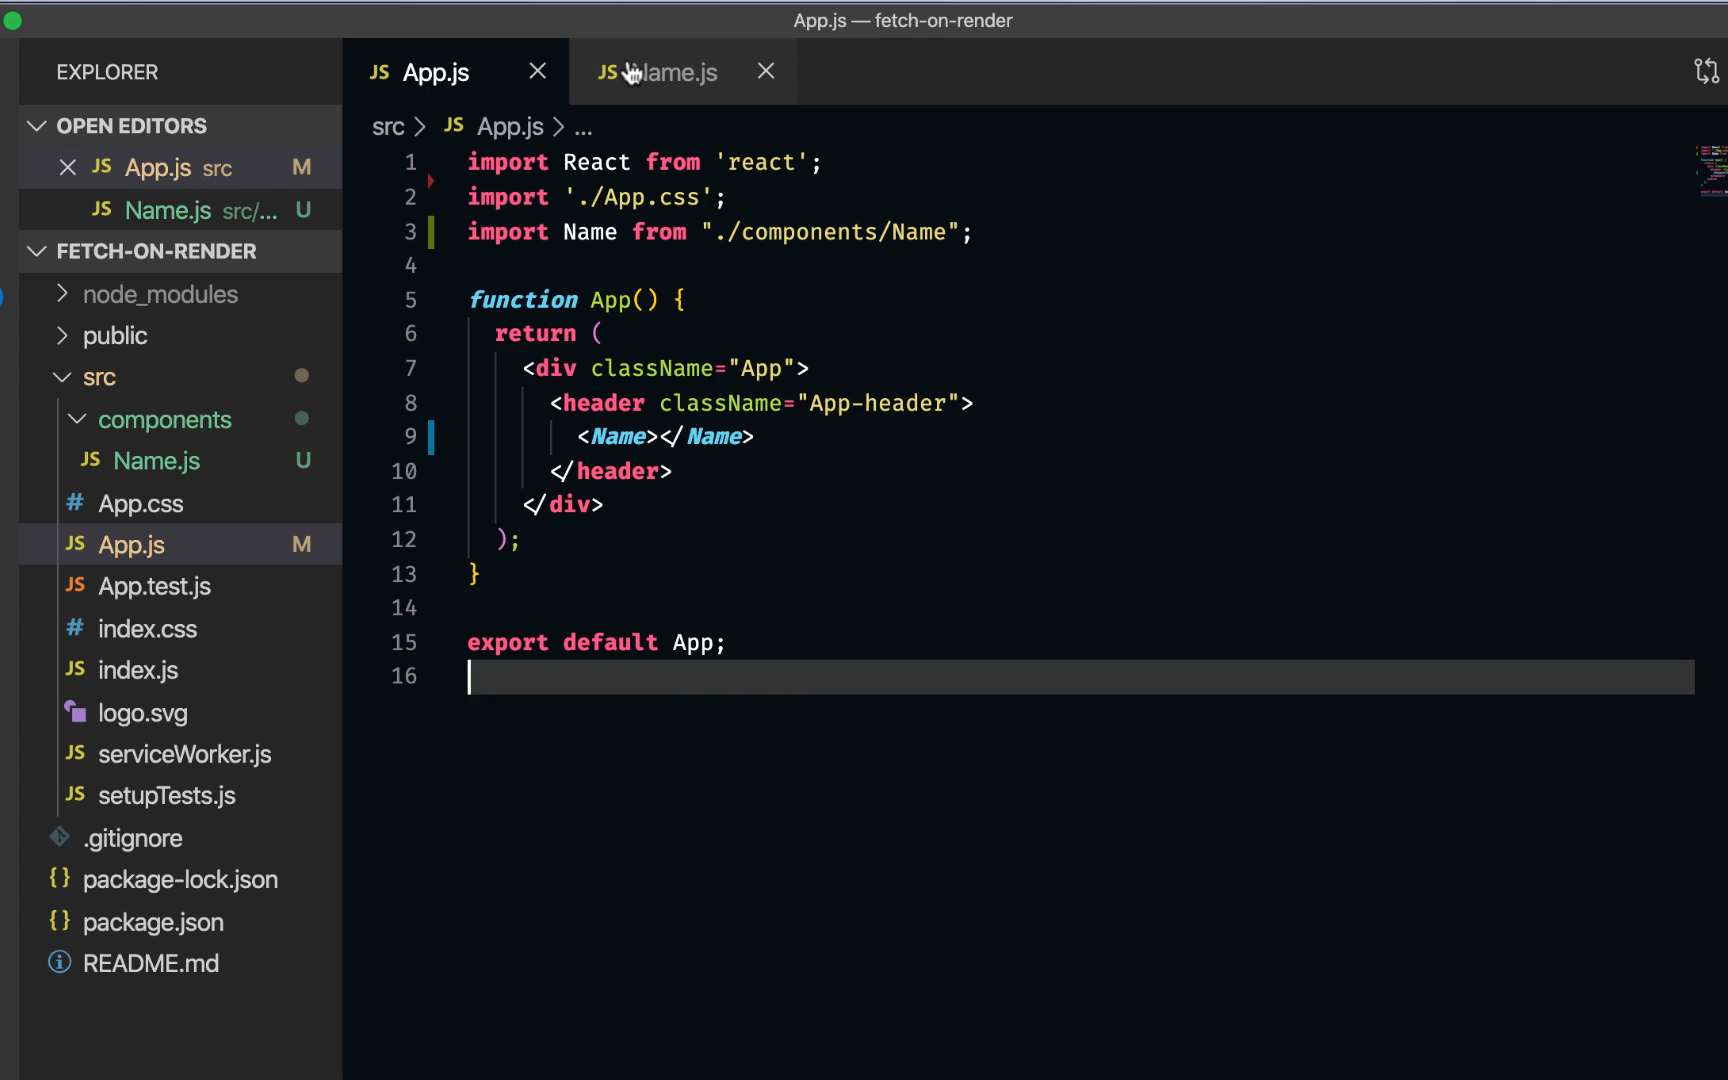 App.js — fetch-on-render
EXPLORER
OPEN EDITORS
JS App.js src M
JS Name.js src/... U
FETCH-ON-RENDER
node_modules
public
src
components
JS Name.js U
# App.css
JS App.js M
JS App.test.js
# index.css
JS index.js
logo.svg
JS serviceWorker.js
JS setupTests.js
.gitignore
{} package-lock.json
{} package.json
README.md
JS App.js
JS Name.js
src > JS App.js > ...
1 import React from 'react';
2 import './App.css';
3 import Name from "./components/Name";
4
5 function App() {
6 return (
7 <div className="App">
8 <header className="App-header">
9 <Name></Name>
10 </header>
11 </div>
12 );
13 }
14
15 export default App;
16